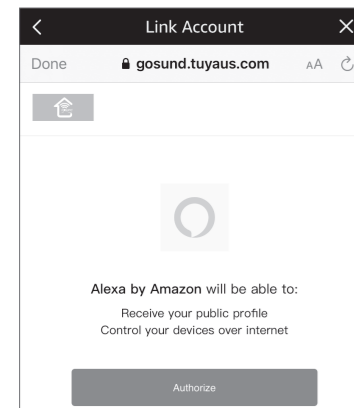 Link Account
Done gosund.tuyaus.com AA
Alexa by Amazon will be able to:
Receive your public profile
Control your devices over internet
Authorize